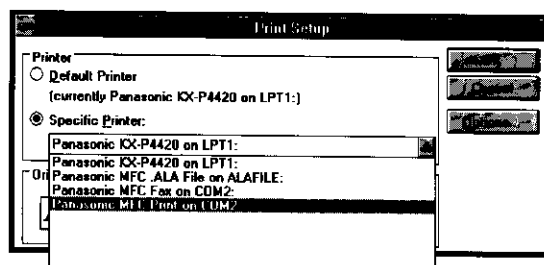 Print Setup
Printer
Default Printer
(currently Panasonic KX-P4420 on LPT1:)
Specific Printer:
Panasonic KX-P4420 on LPT1:
Panasonic KX-P4420 on LPT1:
Panasonic MFC .ALA File on ALAFILE:
Panasonic MFC Fax on COM2:
Panasonic MFC Print on COM2
Ori